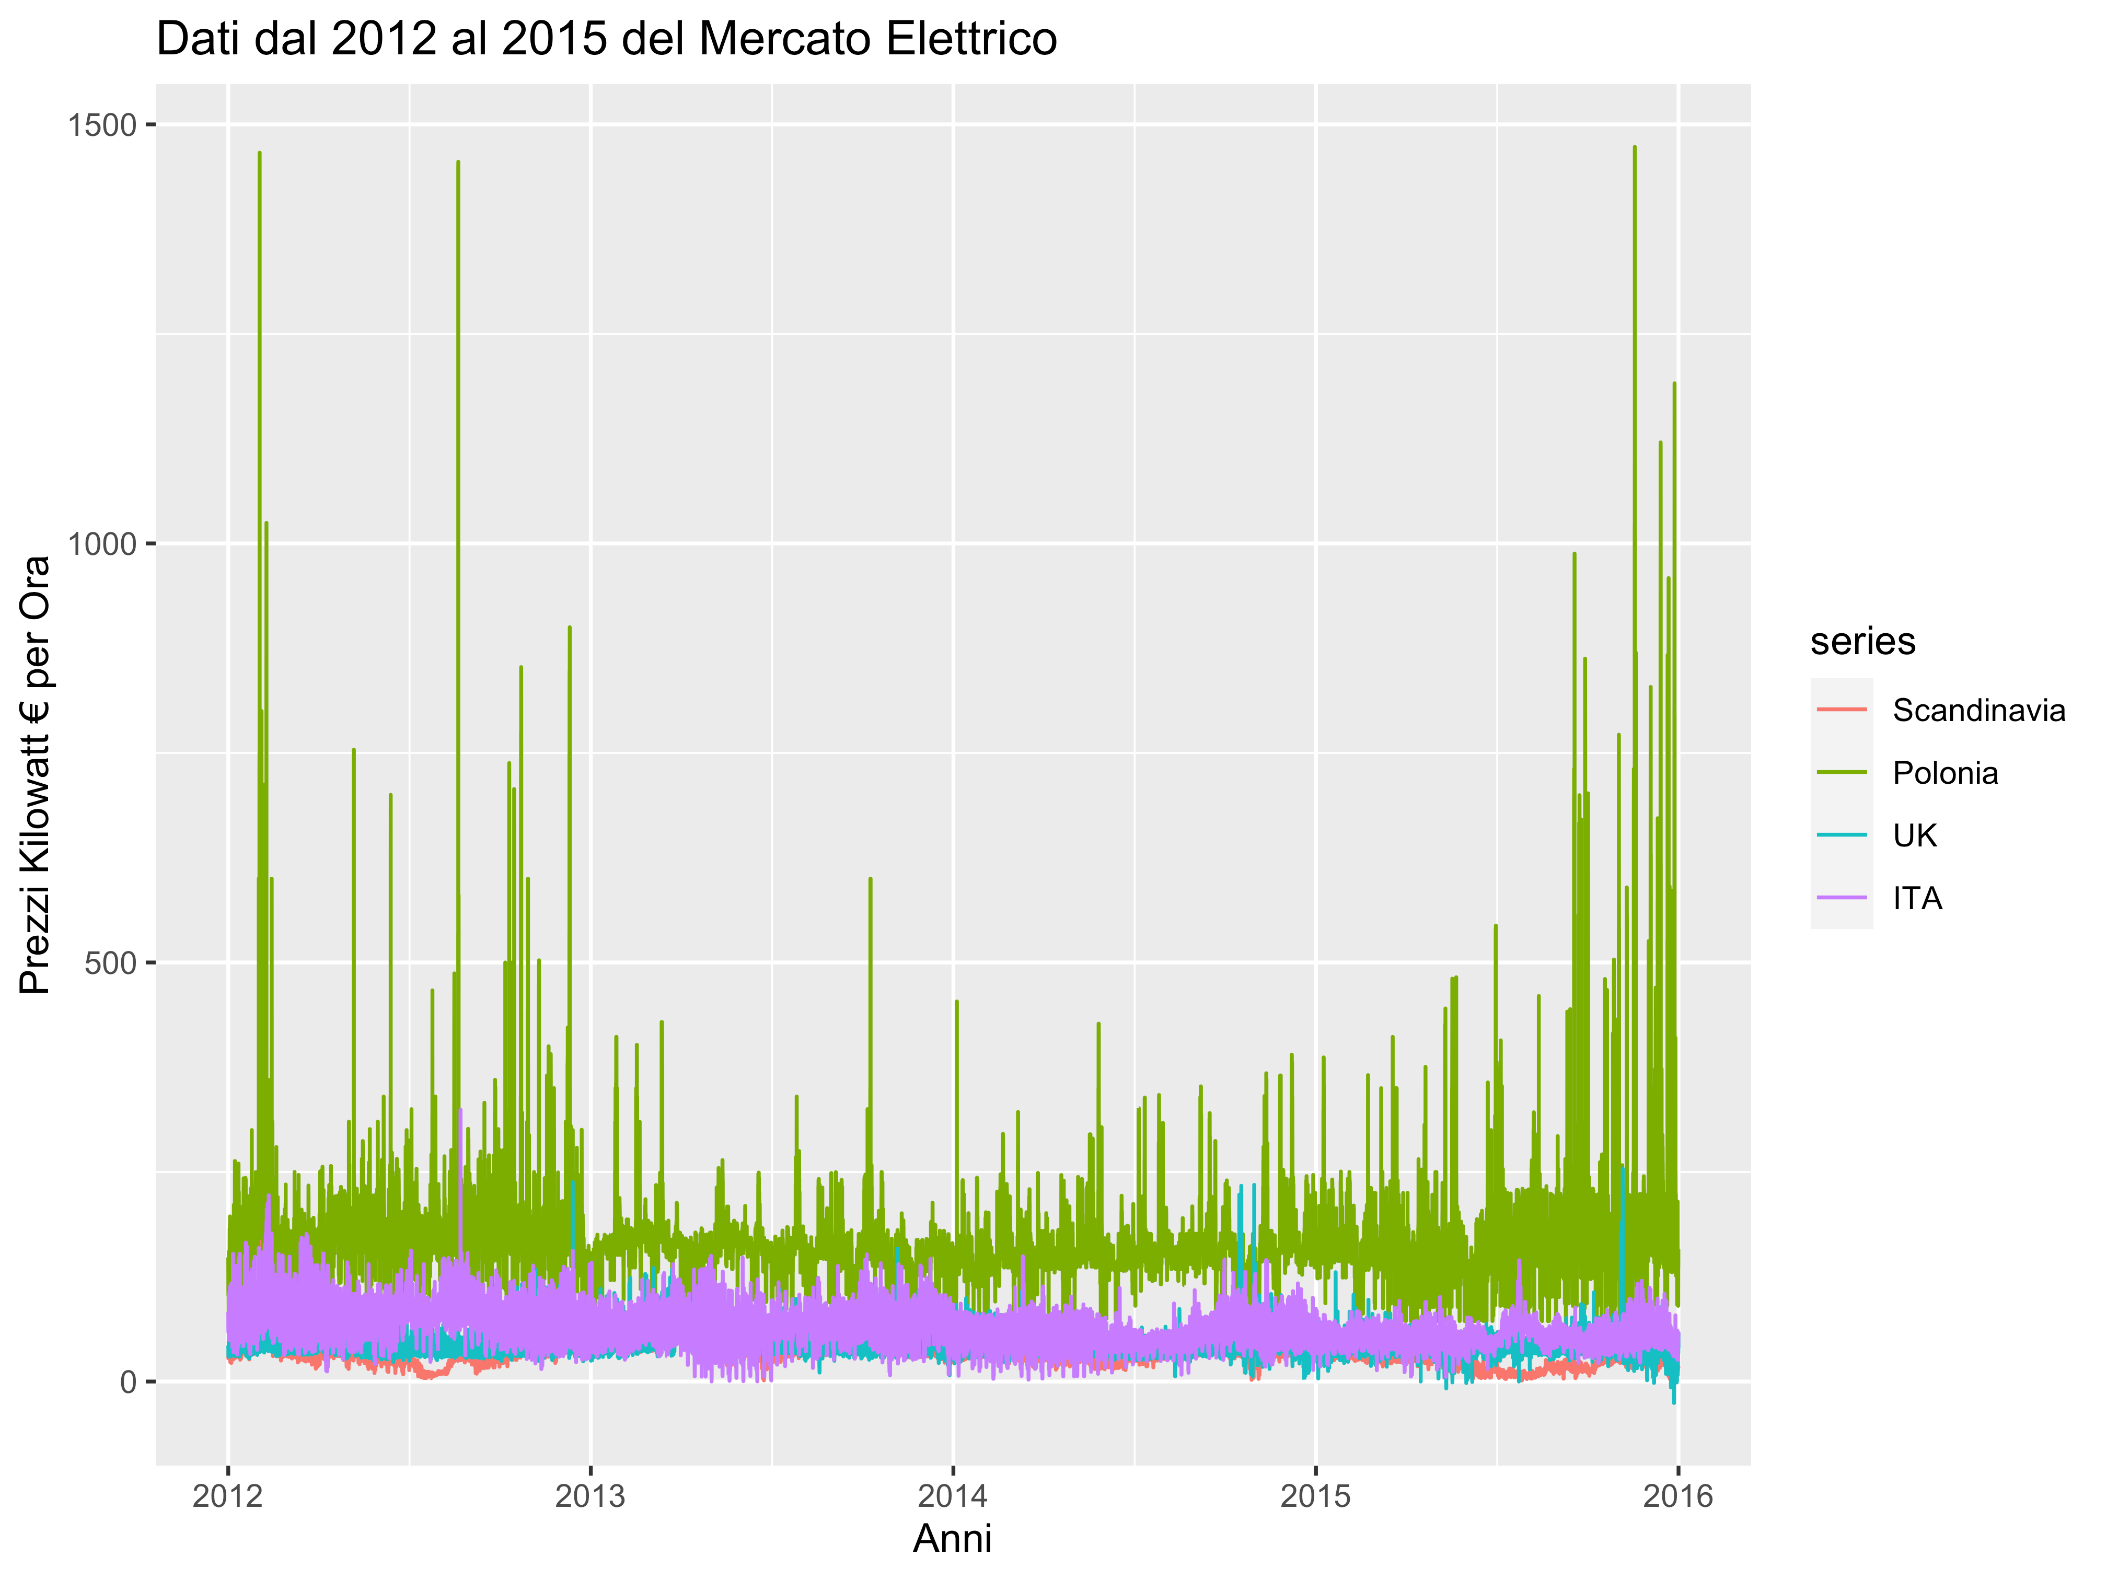 Dati dal 2012 al 2015 del Mercato Elettrico
1500
1000
500
0
Prezzi Kilowatt € per Ora
2012
2013
2014
2015
2016
Anni
series
Scandinavia
Polonia
UK
ITA